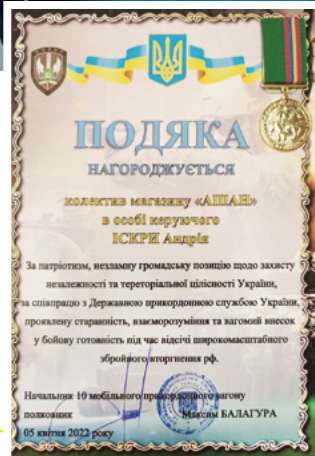 ПОДЯКА
НАГОРОДЖУЄТЬСЯ
колектив магазину «АШАН»
в особі керуючого
ІСКРИ Андрія
За патріотизм, незламну громадську позицію щодо захисту
незалежності та тереторіальної цілісності України,
за співпрацю з Державною прикордонною службою України,
проявлену старанність, взаєморозуміння та вагомий внесок
у бойову готовність під час відсічі широкомасштабного
збройного вторгнення рф.
Начальник 10 мобільного прикордонного загону
полковник Максим БАЛАГУРА
05 квітня 2022 року